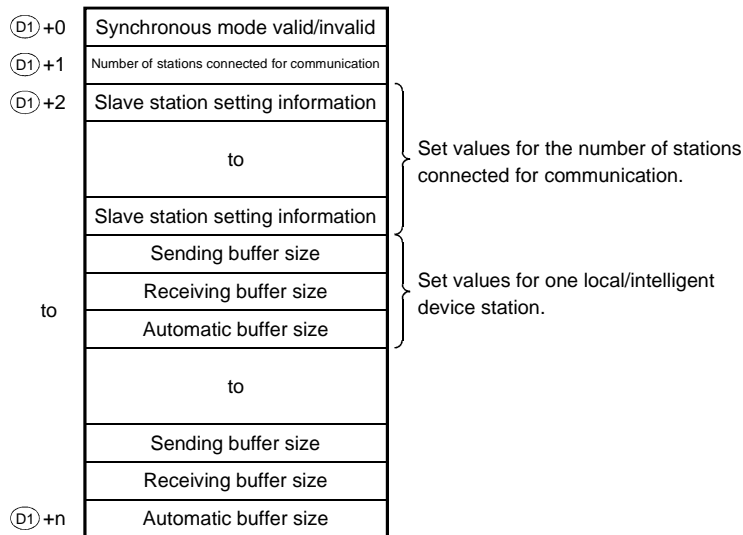 D1 +0 Synchronous mode valid/invalid
D1 +1 Number of stations connected for communication
D1 +2 Slave station setting information
to
Set values for the number of stations
connected for communication.
Slave station setting information
Sending buffer size
Receiving buffer size
Automatic buffer size
Set values for one local/intelligent
device station.
to
to
Sending buffer size
Receiving buffer size
D1 +n Automatic buffer size